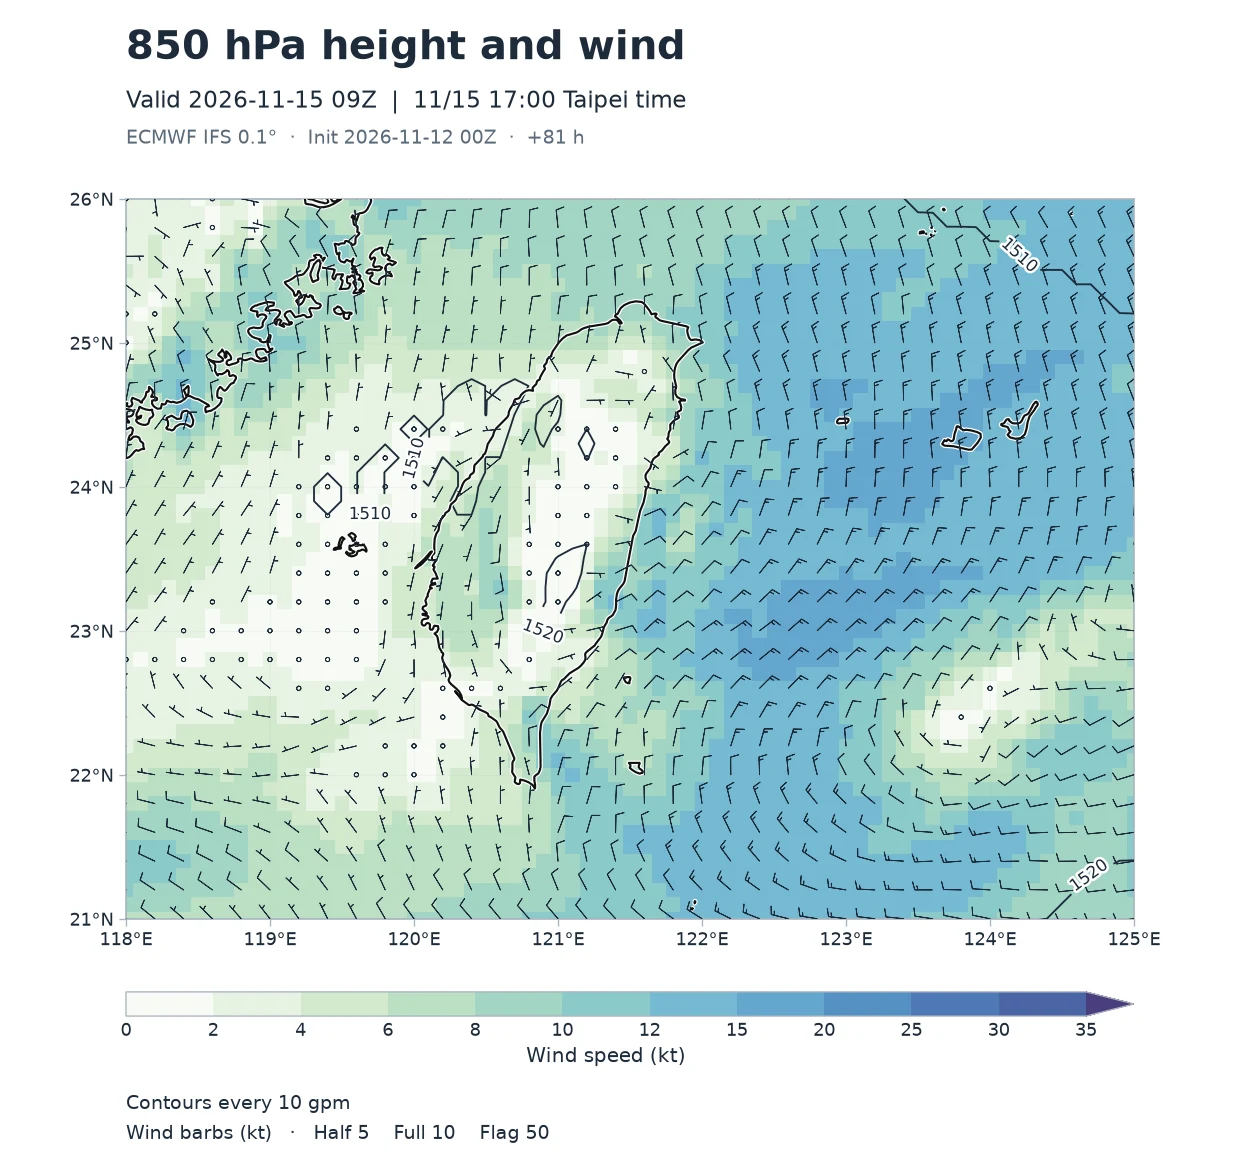 850 hPa height and wind
Valid 2026-11-15 09Z | 11/15 17:00 Taipei time
ECMWF IFS 0.1° · Init 2026-11-12 00Z · +81 h
26°N
25°N
24°N
23°N
22°N
21°N
1510
1510
1510
1520
1520
118°E 119°E 120°E 121°E 122°E 123°E 124°E 125°E
0 2 4 6 8 10 12 15 20 25 30 35
Wind speed (kt)
Contours every 10 gpm
Wind barbs (kt) · Half 5 Full 10 Flag 50